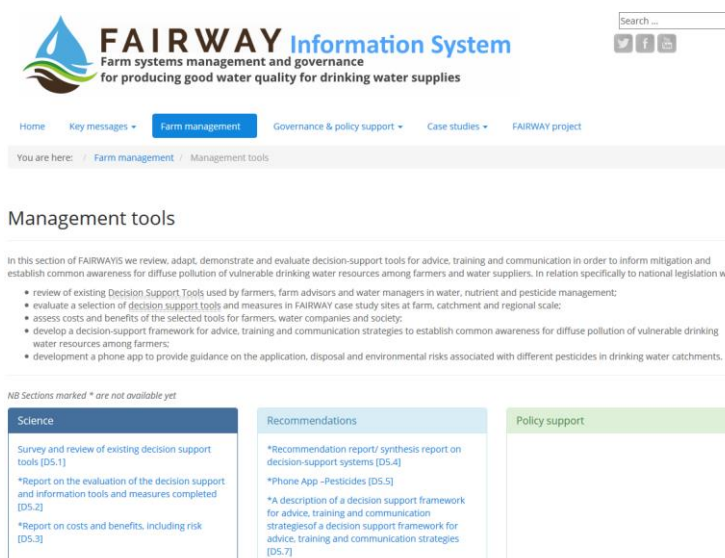 Search ...
FAIRWAY Information System
Farm systems management and governance
for producing good water quality for drinking water supplies
Home Key messages Farm management Governance & policy support Case studies FAIRWAY project
You are here: / Farm management / Management tools
Management tools
In this section of FAIRWAYiS we review, adapt, demonstrate and evaluate decision-support tools for advice, training and communication in order to inform mitigation and
establish common awareness for diffuse pollution of vulnerable drinking water resources among farmers and water suppliers. In relation specifically to national legislation w
• review of existing Decision Support Tools used by farmers, farm advisors and water managers in water, nutrient and pesticide management;
• evaluate a selection of decision support tools and measures in FAIRWAY case study sites at farm, catchment and regional scale;
• assess costs and benefits of the selected tools for farmers, water companies and society;
• develop a decision-support framework for advice, training and communication strategies to establish common awareness for diffuse pollution of vulnerable drinking
water resources among farmers;
• development a phone app to provide guidance on the application, disposal and environmental risks associated with different pesticides in drinking water catchments.
NB Sections marked * are not available yet
Science
Survey and review of existing decision support
tools [D5.1]
*Report on the evaluation of the decision support
and information tools and measures completed
[D5.2]
*Report on costs and benefits, including risk
[D5.3]
Recommendations
*Recommendation report/ synthesis report on
decision-support systems [D5.4]
*Phone App –Pesticides [D5.5]
*A description of a decision support framework
for advice, training and communication
strategiesof a decision support framework for
advice, training and communication strategies
[D5.7]
Policy support